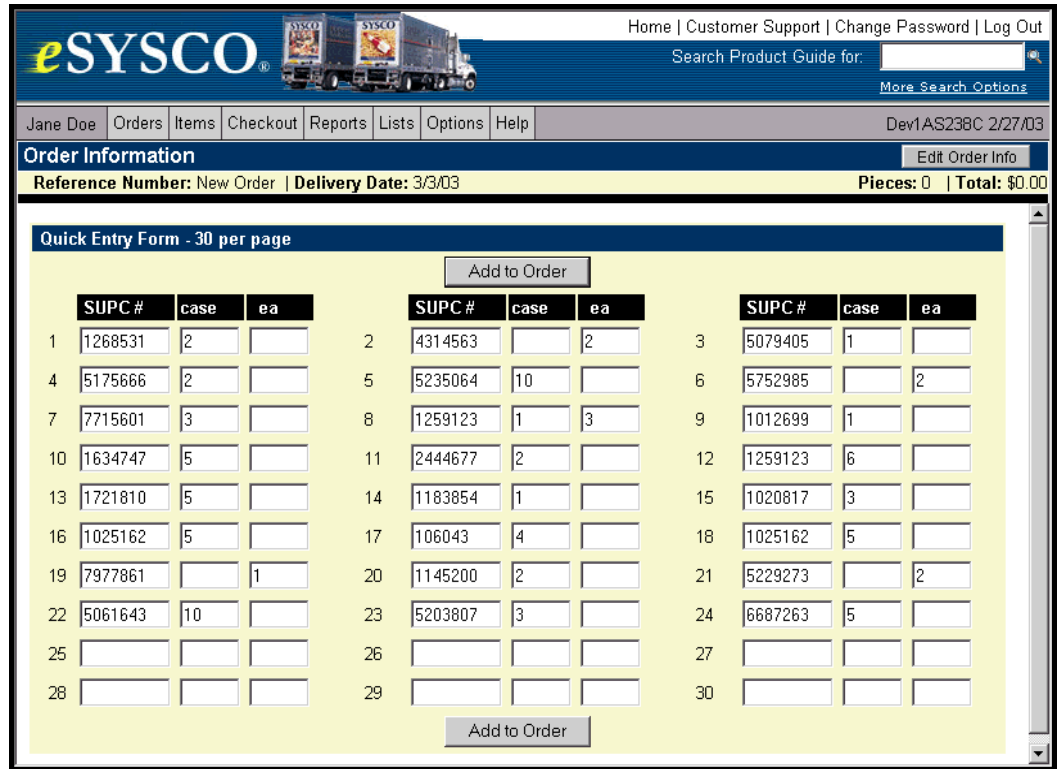 Home | Customer Support | Change Password | Log Out
eSYSCO®
SYSCO SYSCO
Search Product Guide for:
More Search Options
Jane Doe Orders Items Checkout Reports Lists Options Help Dev1AS238C 2/27/03
Order Information Edit Order Info
Reference Number: New Order | Delivery Date: 3/3/03 Pieces: 0 | Total: $0.00
Quick Entry Form - 30 per page
Add to Order
SUPC # case ea SUPC # case ea SUPC # case ea
1 1268531 2 2 4314563 2 3 5079405 1
4 5175666 2 5 5235064 10 6 5752985 2
7 7715601 3 8 1259123 1 3 9 1012699 1
10 1634747 5 11 2444677 2 12 1259123 6
13 1721810 5 14 1183854 1 15 1020817 3
16 1025162 5 17 106043 4 18 1025162 5
19 7977861 1 20 1145200 2 21 5229273 2
22 5061643 10 23 5203807 3 24 6687263 5
25 26 27
28 29 30
Add to Order